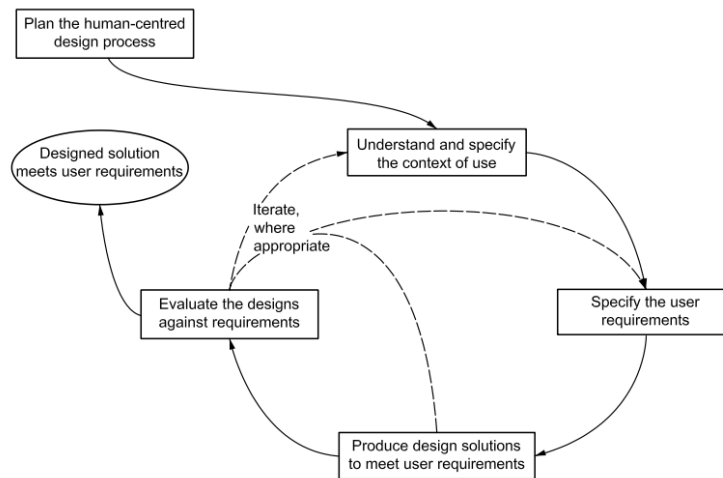 Plan the human-centred
design process
Understand and specify
the context of use
Designed solution
meets user requirements
Iterate,
where
appropriate
Evaluate the designs
against requirements
Specify the user
requirements
Produce design solutions
to meet user requirements